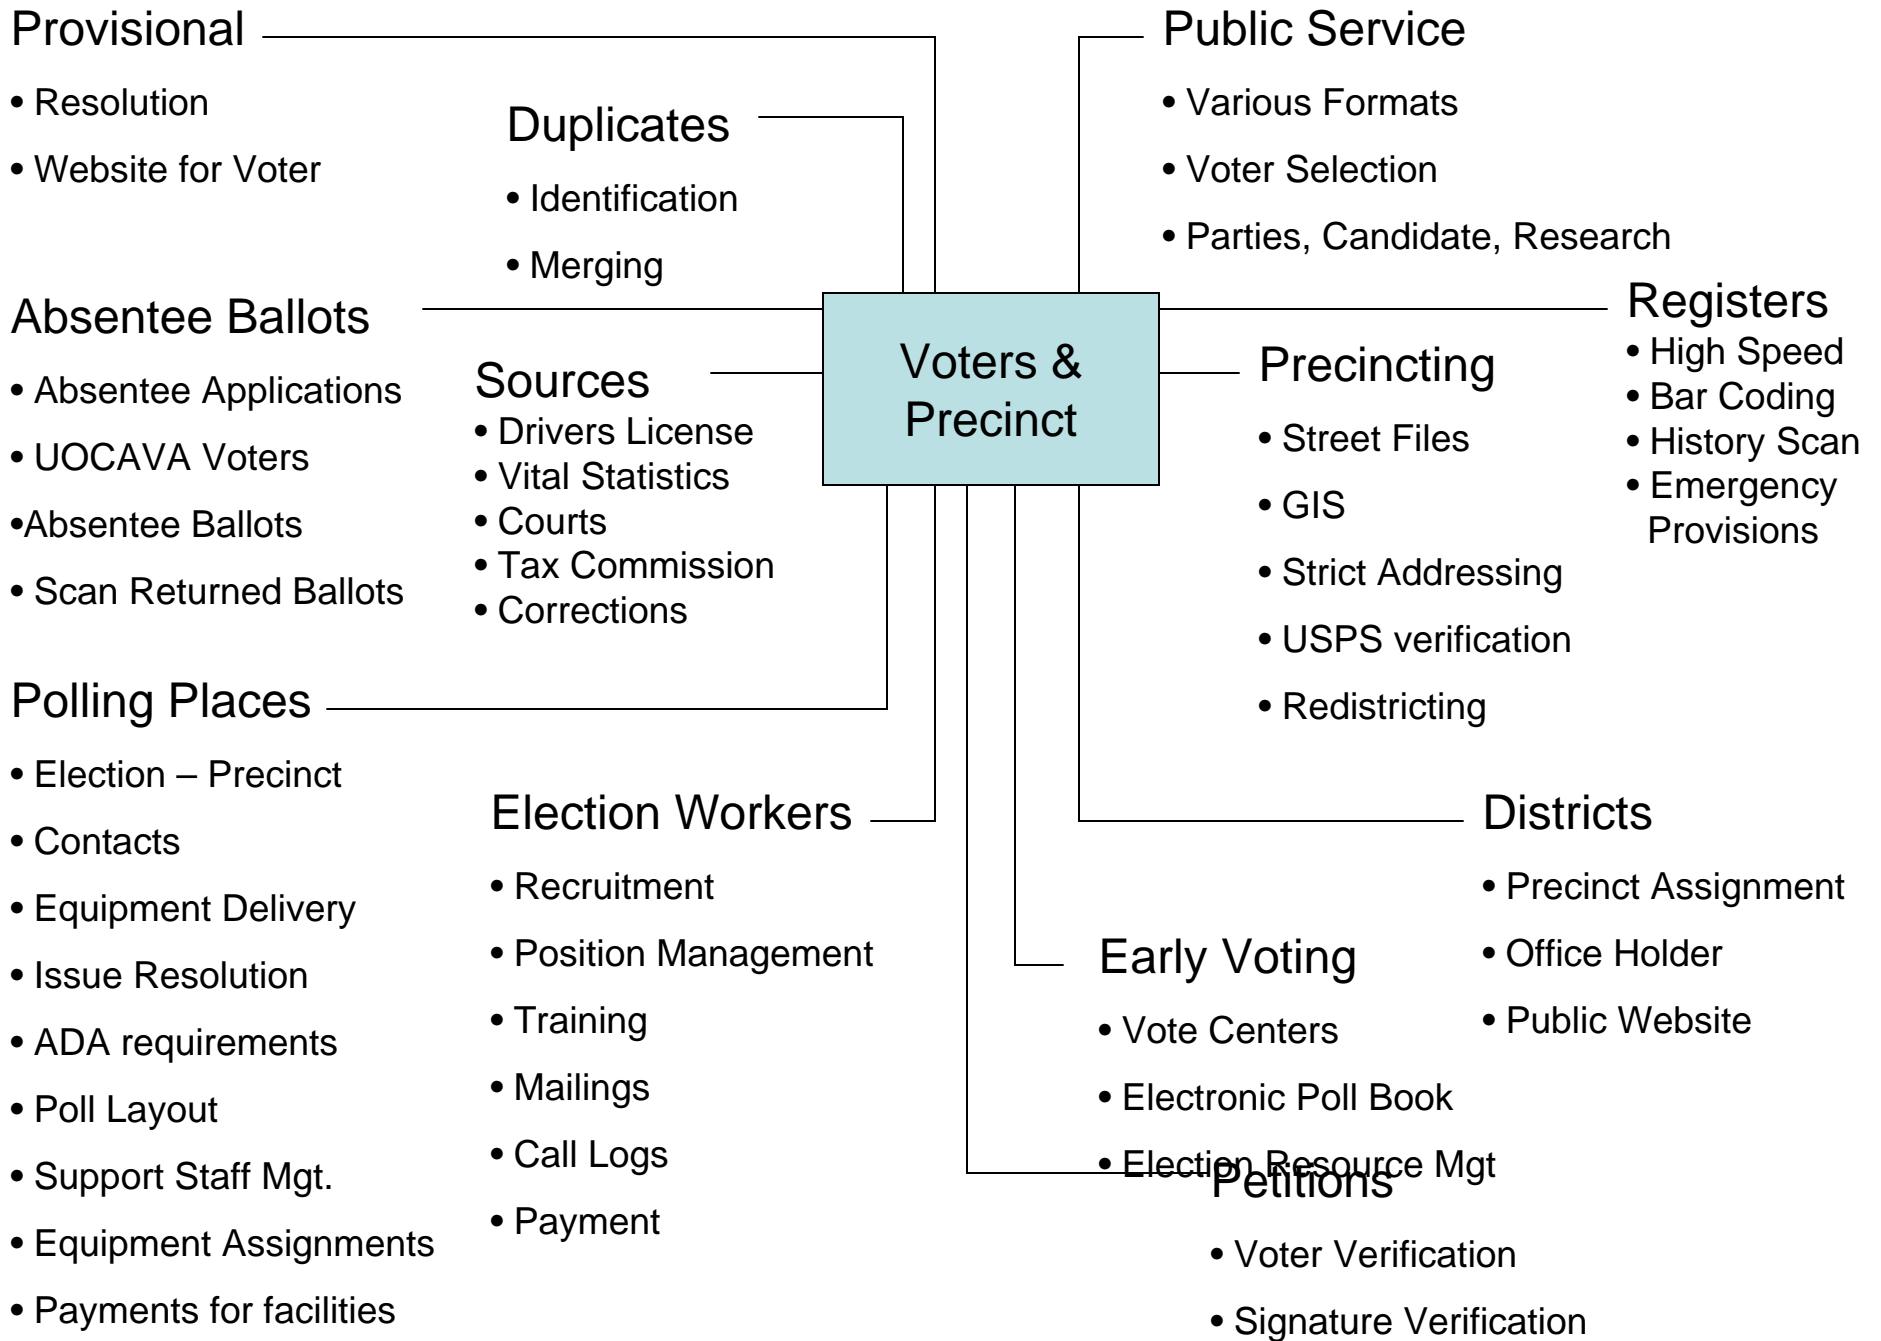 Provisional
• Resolution
• Website for Voter
Duplicates
• Identification
• Merging
Public Service
• Various Formats
• Voter Selection
• Parties, Candidate, Research
Absentee Ballots
• Absentee Applications
• UOCAVA Voters
•Absentee Ballots
• Scan Returned Ballots
Sources
• Drivers License
• Vital Statistics
• Courts
• Tax Commission
• Corrections
Voters &
Precinct
Precincting
• Street Files
• GIS
• Strict Addressing
• USPS verification
• Redistricting
Registers
• High Speed
• Bar Coding
• History Scan
• Emergency
Provisions
Polling Places
• Election – Precinct
• Contacts
• Equipment Delivery
• Issue Resolution
• ADA requirements
• Poll Layout
• Support Staff Mgt.
• Equipment Assignments
• Payments for facilities
Election Workers
• Recruitment
• Position Management
• Training
• Mailings
• Call Logs
• Payment
Early Voting
• Vote Centers
• Electronic Poll Book
• Election Resource Mgt
Districts
• Precinct Assignment
• Office Holder
• Public Website
Petitions
• Voter Verification
• Signature Verification